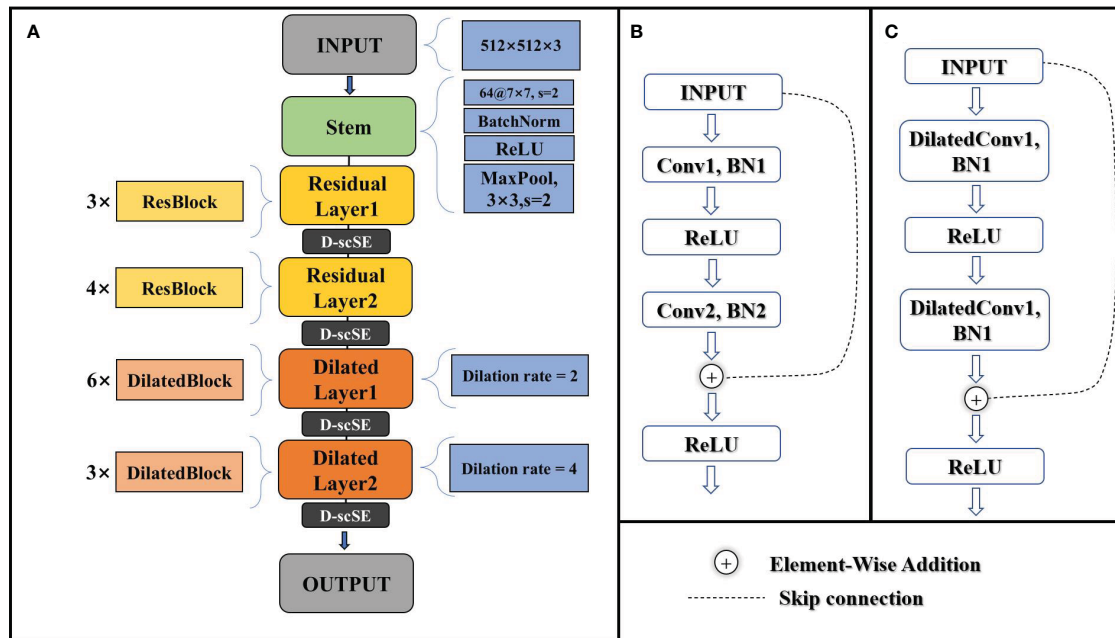 A
INPUT
512×512×3
Stem
64@7×7, s=2
BatchNorm
ReLU
MaxPool,
3×3,s=2
3×
ResBlock
Residual
Layer1
D-scSE
4×
ResBlock
Residual
Layer2
D-scSE
6×
DilatedBlock
Dilated
Layer1
Dilation rate = 2
D-scSE
3×
DilatedBlock
Dilated
Layer2
Dilation rate = 4
D-scSE
OUTPUT
B
INPUT
Conv1, BN1
ReLU
Conv2, BN2
+
ReLU
C
INPUT
DilatedConv1,
BN1
ReLU
DilatedConv1,
BN1
+
ReLU
+ Element-Wise Addition
Skip connection